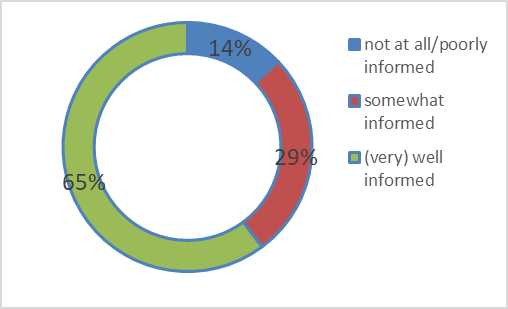 14%
29%
65%
not at all/poorly
informed
somewhat
informed
(very) well
informed